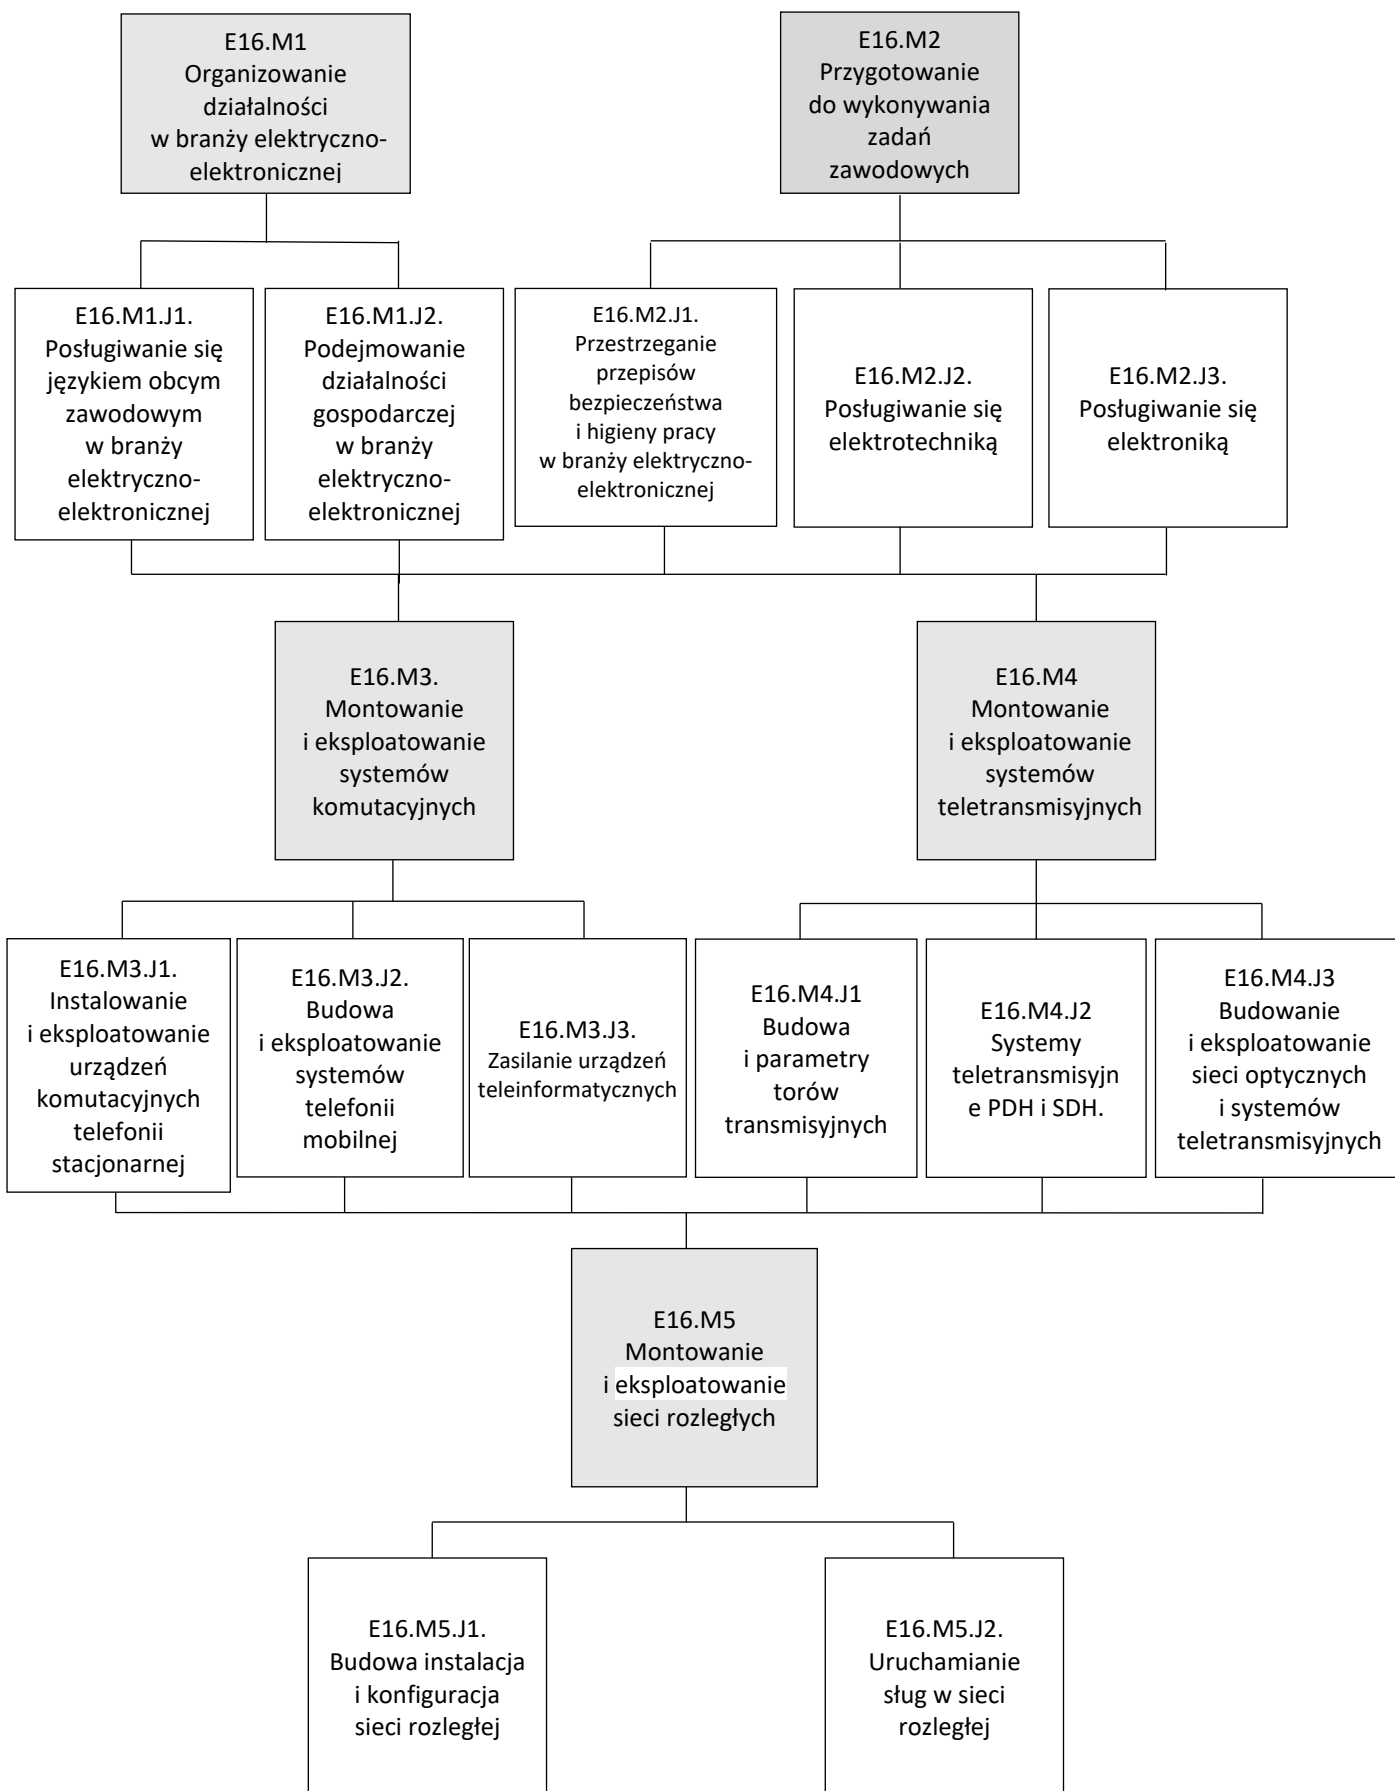 E16.M1
Organizowanie
działalności
w branży elektryczno-
elektronicznej
E16.M2
Przygotowanie
do wykonywania
zadań
zawodowych
E16.M1.J1.
Posługiwanie się
językiem obcym
zawodowym
w branży
elektryczno-
elektronicznej
E16.M1.J2.
Podejmowanie
działalności
gospodarczej
w branży
elektryczno-
elektronicznej
E16.M2.J1.
Przestrzeganie
przepisów
bezpieczeństwa
i higieny pracy
w branży elektryczno-
elektronicznej
E16.M2.J2.
Posługiwanie się
elektrotechniką
E16.M2.J3.
Posługiwanie się
elektroniką
E16.M3.
Montowanie
i eksploatowanie
systemów
komutacyjnych
E16.M4
Montowanie
i eksploatowanie
systemów
teletransmisyjnych
E16.M3.J1.
Instalowanie
i eksploatowanie
urządzeń
komutacyjnych
telefonii
stacjonarnej
E16.M3.J2.
Budowa
i eksploatowanie
systemów
telefonii
mobilnej
E16.M3.J3.
Zasilanie urządzeń
teleinformatycznych
E16.M4.J1
Budowa
i parametry
torów
transmisyjnych
E16.M4.J2
Systemy
teletransmisyjn
e PDH i SDH.
E16.M4.J3
Budowanie
i eksploatowanie
sieci optycznych
i systemów
teletransmisyjnych
E16.M5
Montowanie
i eksploatowanie
sieci rozległych
E16.M5.J1.
Budowa instalacja
i konfiguracja
sieci rozległej
E16.M5.J2.
Uruchamianie
sług w sieci
rozległej